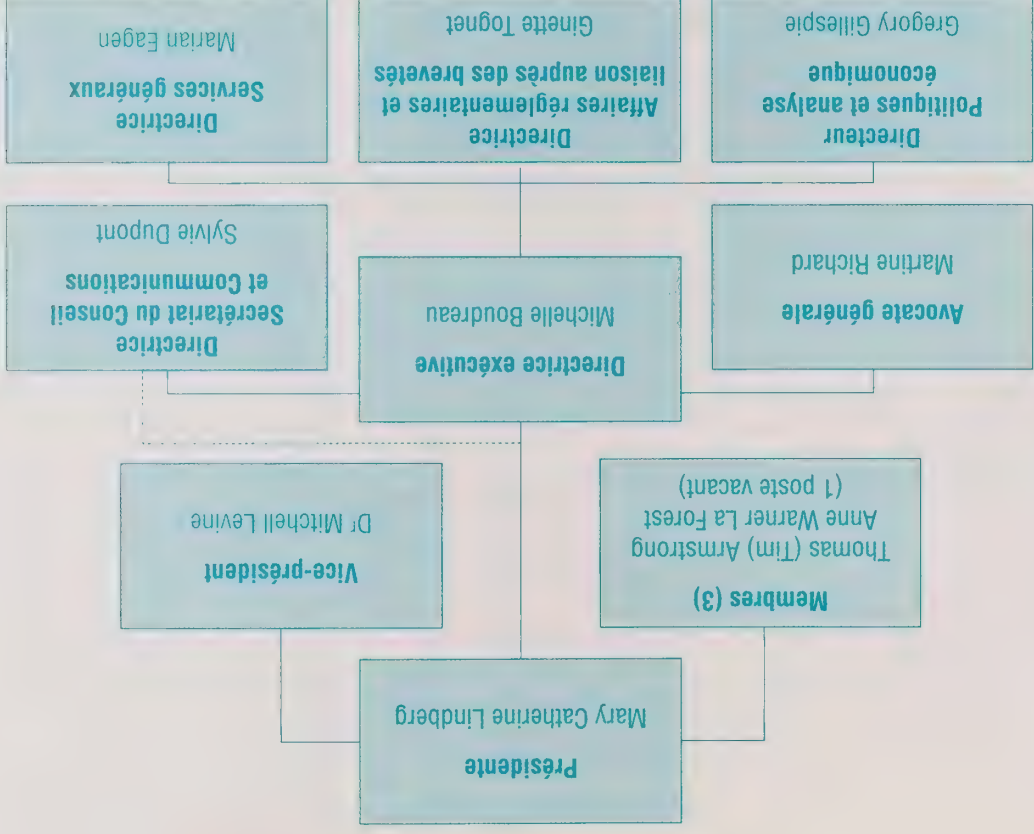 Présidente
Mary Catherine Lindberg
Membres (3)
Thomas (Tim) Armstrong
Anne Warner La Forest
(1 poste vacant)
Vice-président
Dr Mitchell Levine
Avocate générale
Martine Richard
Directrice exécutive
Michelle Boudreau
Directrice
Secrétariat du Conseil
et Communications
Sylvie Dupont
Directeur
Politiques et analyse
économique
Gregory Gillespie
Directrice
Affaires réglementaires et
liaison auprès des brevetés
Ginette Tognet
Directrice
Services généraux
Marian Eagen